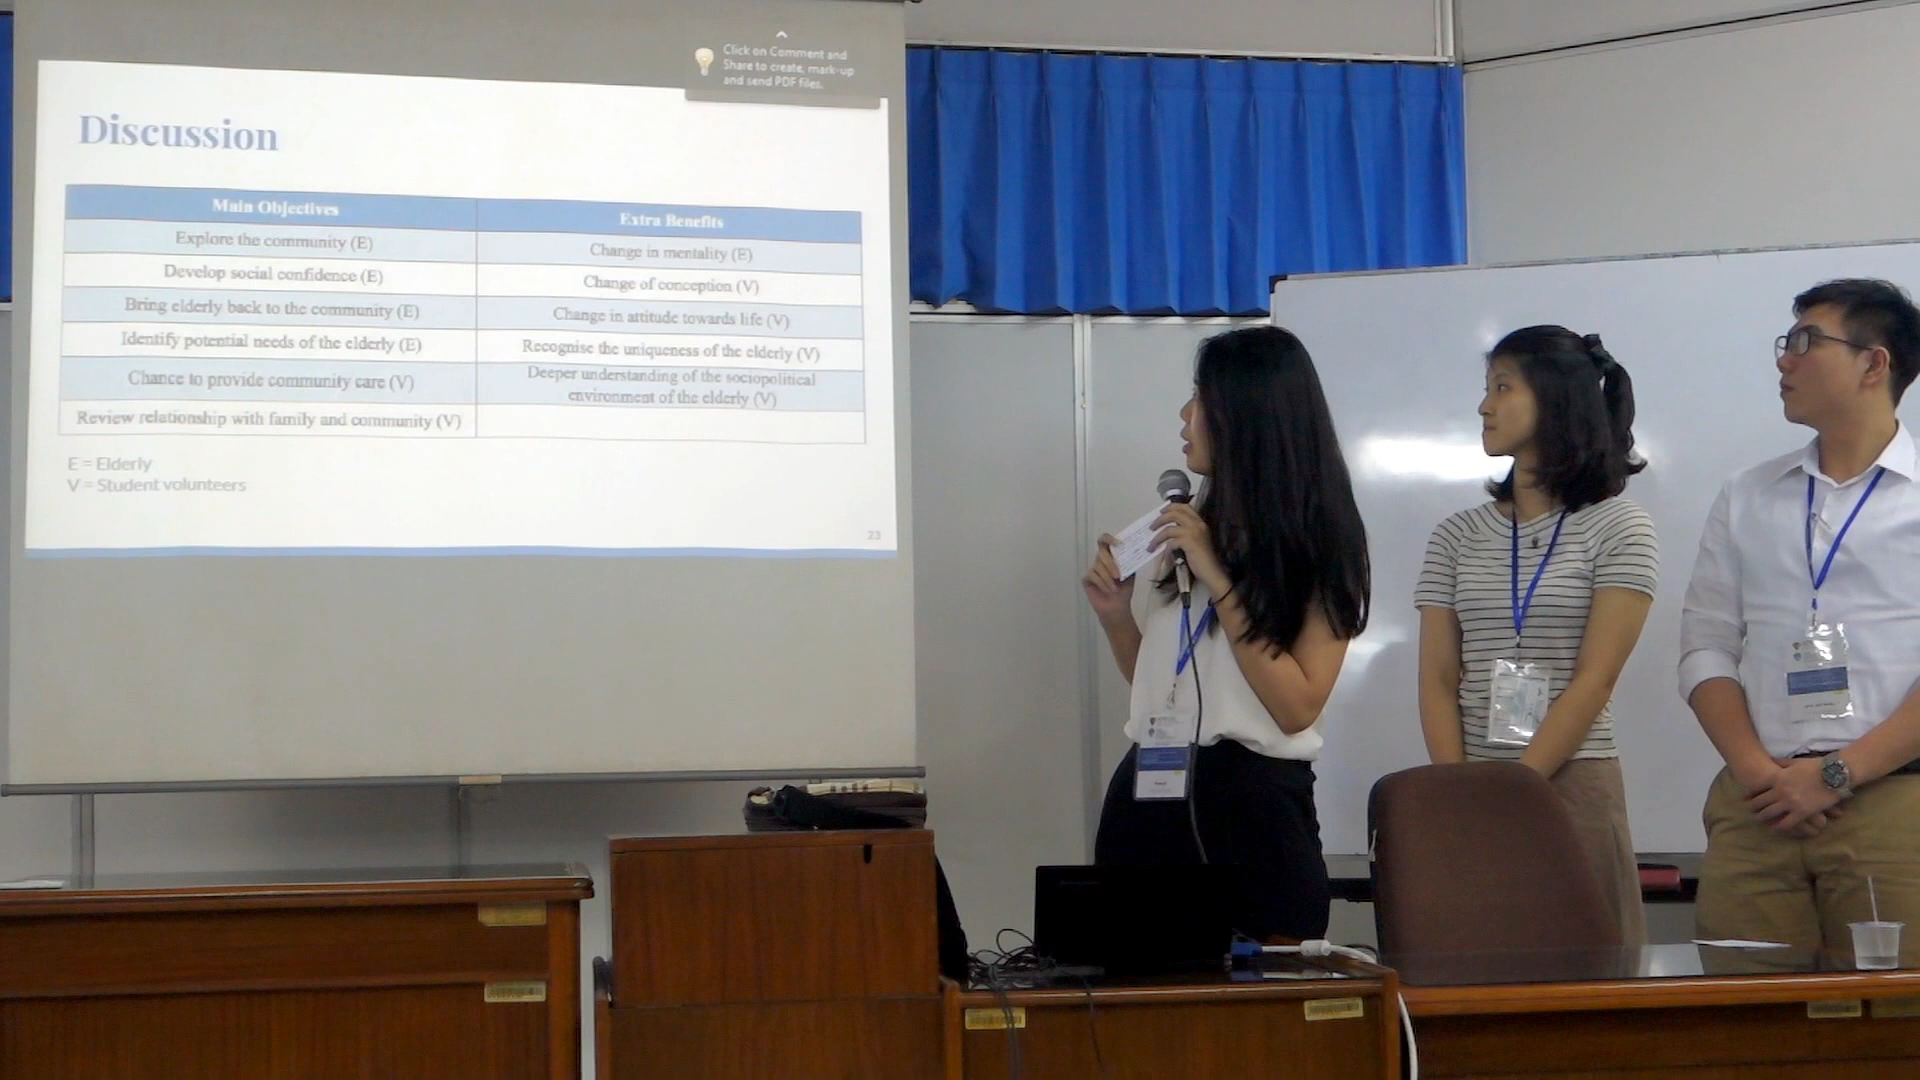 Click on Comment and
Share to create, mark-up
and send PDF files.
Discussion
Main Objectives
Extra Benefits
Explore the community (E)
Change in mentality (E)
Develop social confidence (E)
Change of conception (V)
Bring elderly back to the community (E)
Change in attitude towards life (V)
Identify potential needs of the elderly (E)
Recognise the uniqueness of the elderly (V)
Chance to provide community care (V)
Deeper understanding of the sociopolitical
environment of the elderly (V)
Review relationship with family and community (V)
E = Elderly
V = Student volunteers
23